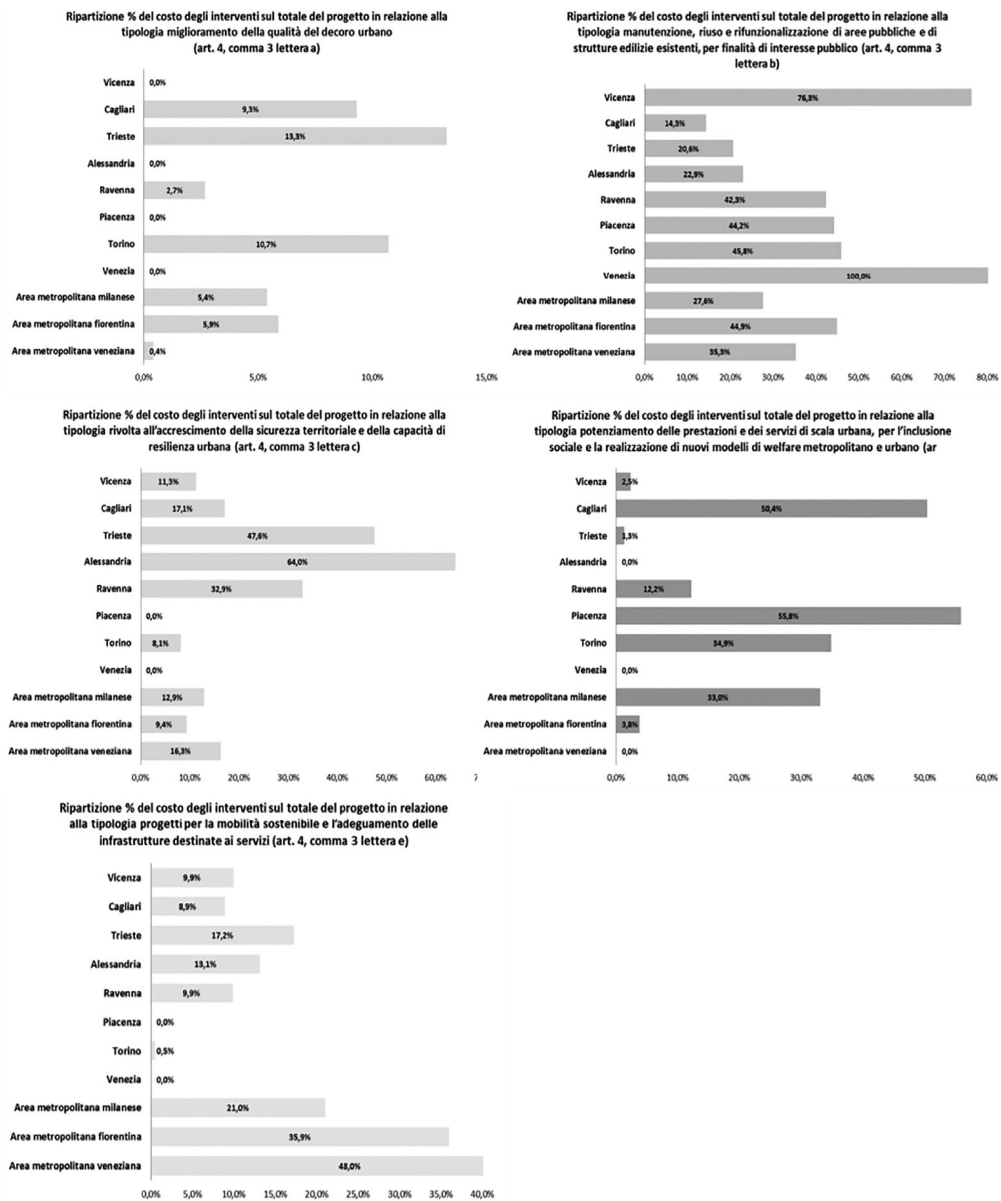 Ripartizione % del costo degli interventi sul totale del progetto in relazione alla
tipologia miglioramento della qualità del decoro urbano
(art. 4, comma 3 lettera a)
Vicenza 0,0%
Cagliari 9,3%
Trieste 13,3%
Alessandria 0,0%
Ravenna 2,7%
Piacenza 0,0%
Torino 10,7%
Venezia 0,0%
Area metropolitana milanese 5,4%
Area metropolitana fiorentina 5,9%
Area metropolitana veneziana 0,4%
0,0% 5,0% 10,0% 15,0%
Ripartizione % del costo degli interventi sul totale del progetto in relazione alla
tipologia manutenzione, riuso e rifunzionalizzazione di aree pubbliche e di
strutture edilizie esistenti, per finalità di interesse pubblico (art. 4, comma 3
lettera b)
Vicenza 76,3%
Cagliari 14,3%
Trieste 20,6%
Alessandria 22,9%
Ravenna 42,3%
Piacenza 44,2%
Torino 45,8%
Venezia 100,0%
Area metropolitana milanese 27,6%
Area metropolitana fiorentina 44,9%
Area metropolitana veneziana 35,3%
0,0% 10,0% 20,0% 30,0% 40,0% 50,0% 60,0% 70,0% 80,0%
Ripartizione % del costo degli interventi sul totale del progetto in relazione alla
tipologia rivolta all'accrescimento della sicurezza territoriale e della capacità di
resilienza urbana (art. 4, comma 3 lettera c)
Vicenza 11,3%
Cagliari 17,1%
Trieste 47,6%
Alessandria 64,0%
Ravenna 32,9%
Piacenza 0,0%
Torino 8,1%
Venezia 0,0%
Area metropolitana milanese 12,9%
Area metropolitana fiorentina 9,4%
Area metropolitana veneziana 16,3%
0,0% 10,0% 20,0% 30,0% 40,0% 50,0% 60,0%
Ripartizione % del costo degli interventi sul totale del progetto in relazione alla
tipologia potenziamento delle prestazioni e dei servizi di scala urbana, per l'inclusione
sociale e la realizzazione di nuovi modelli di welfare metropolitano e urbano (ar
Vicenza 2,5%
Cagliari 50,4%
Trieste 1,3%
Alessandria 0,0%
Ravenna 12,2%
Piacenza 55,8%
Torino 34,9%
Venezia 0,0%
Area metropolitana milanese 33,0%
Area metropolitana fiorentina 3,8%
Area metropolitana veneziana 0,0%
0,0% 10,0% 20,0% 30,0% 40,0% 50,0% 60,0%
Ripartizione % del costo degli interventi sul totale del progetto in relazione
alla tipologia progetti per la mobilità sostenibile e l'adeguamento delle
infrastrutture destinate ai servizi (art. 4, comma 3 lettera e)
Vicenza 9,9%
Cagliari 8,9%
Trieste 17,2%
Alessandria 13,1%
Ravenna 9,9%
Piacenza 0,0%
Torino 0,5%
Venezia 0,0%
Area metropolitana milanese 21,0%
Area metropolitana fiorentina 35,9%
Area metropolitana veneziana 48,0%
0,0% 5,0% 10,0% 15,0% 20,0% 25,0% 30,0% 35,0% 40,0%